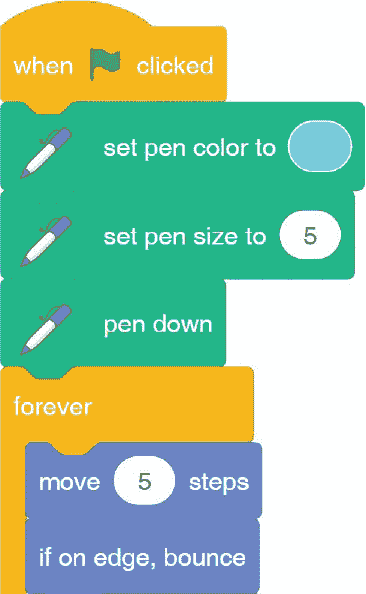 when clicked
set pen color to
set pen size to 5
pen down
forever
move 5 steps
if on edge, bounce